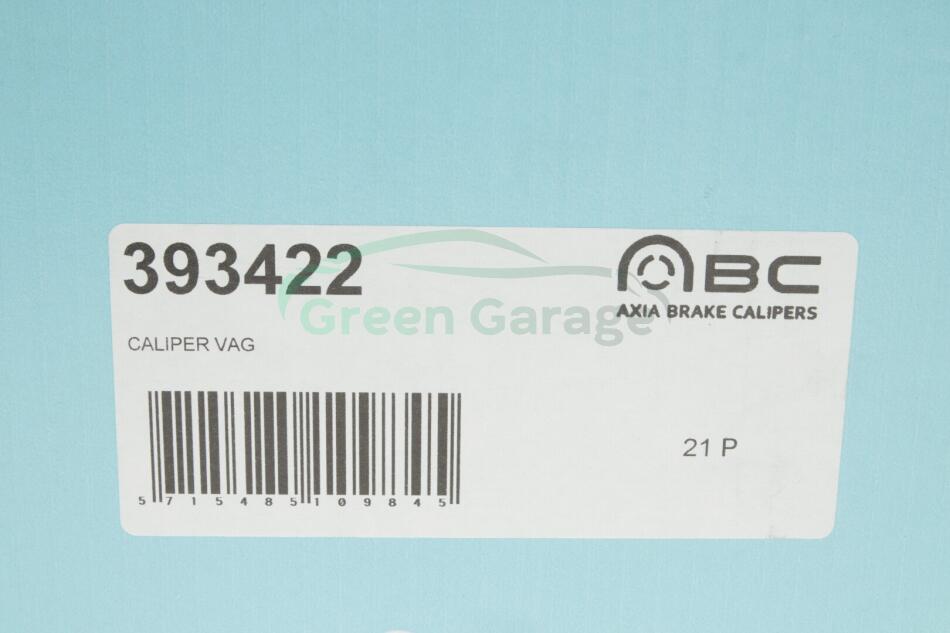 393422
ABC
AXIA BRAKE CALIPERS
Green Garage
CALIPER VAG
21 P
5 715485 109845